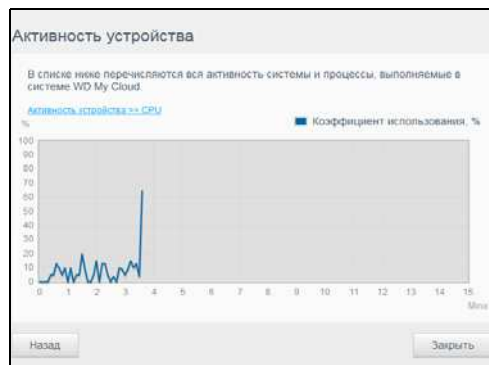 Активность устройства
В списке ниже перечисляются вся активность системы и процессы, выполняемые в
системе WD My Cloud.
Активность устройства >> CPU
%
Коэффициент использования, %
100
90
80
70
60
50
40
30
20
10
0
0 1 2 3 4 5 6 7 8 9 10 11 12 13 14 15
Назад
Закрыть